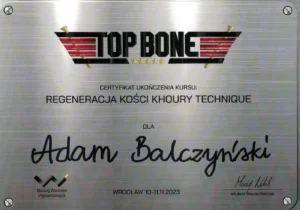 TOP BONE
CERTYFIKAT UKOŃCZENIA KURSU:
REGENERACJA KOŚCI KHOURY TECHNIQUE
DLA
Adam Balczyński
WROCŁAW 10-11.11.2023